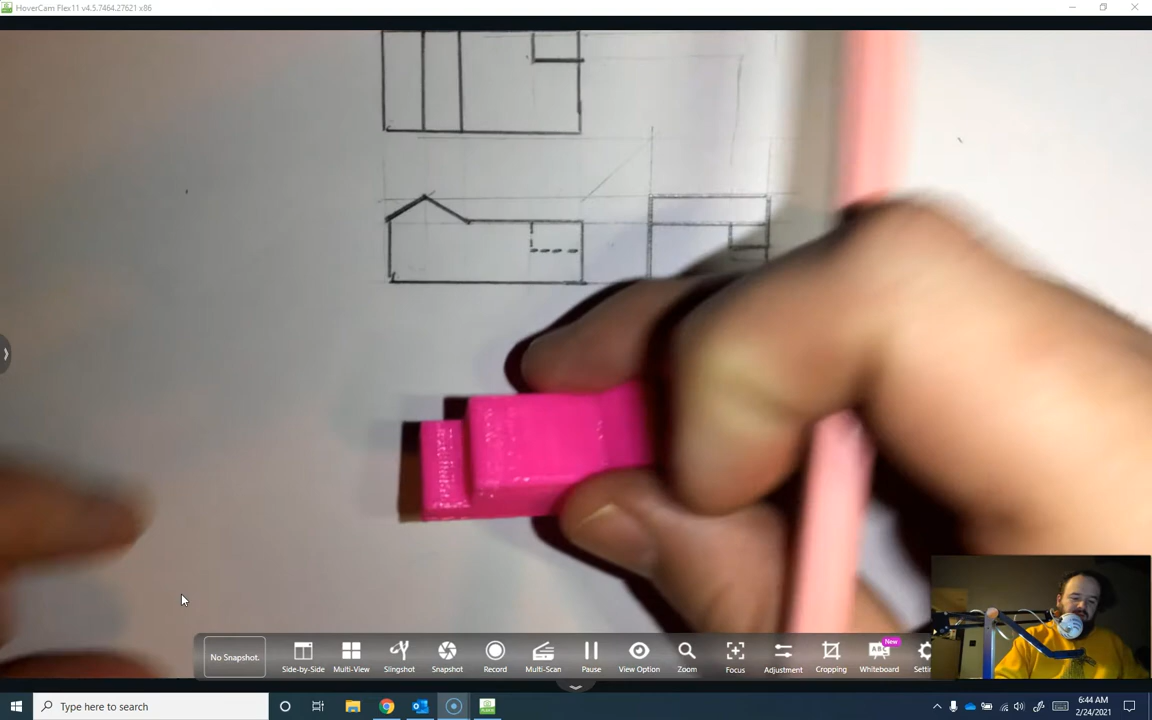 HoverCam Flex11 v4.5.7464.27621 x86
No Snapshot.
Side-by-Side
Multi-View
Slingshot
Snapshot
Record
Multi-Scan
Pause
View Option
Zoom
Focus
Adjustment
Cropping
New
ABC
Whiteboard
Settin
Type here to search
6:44 AM
2/24/2021